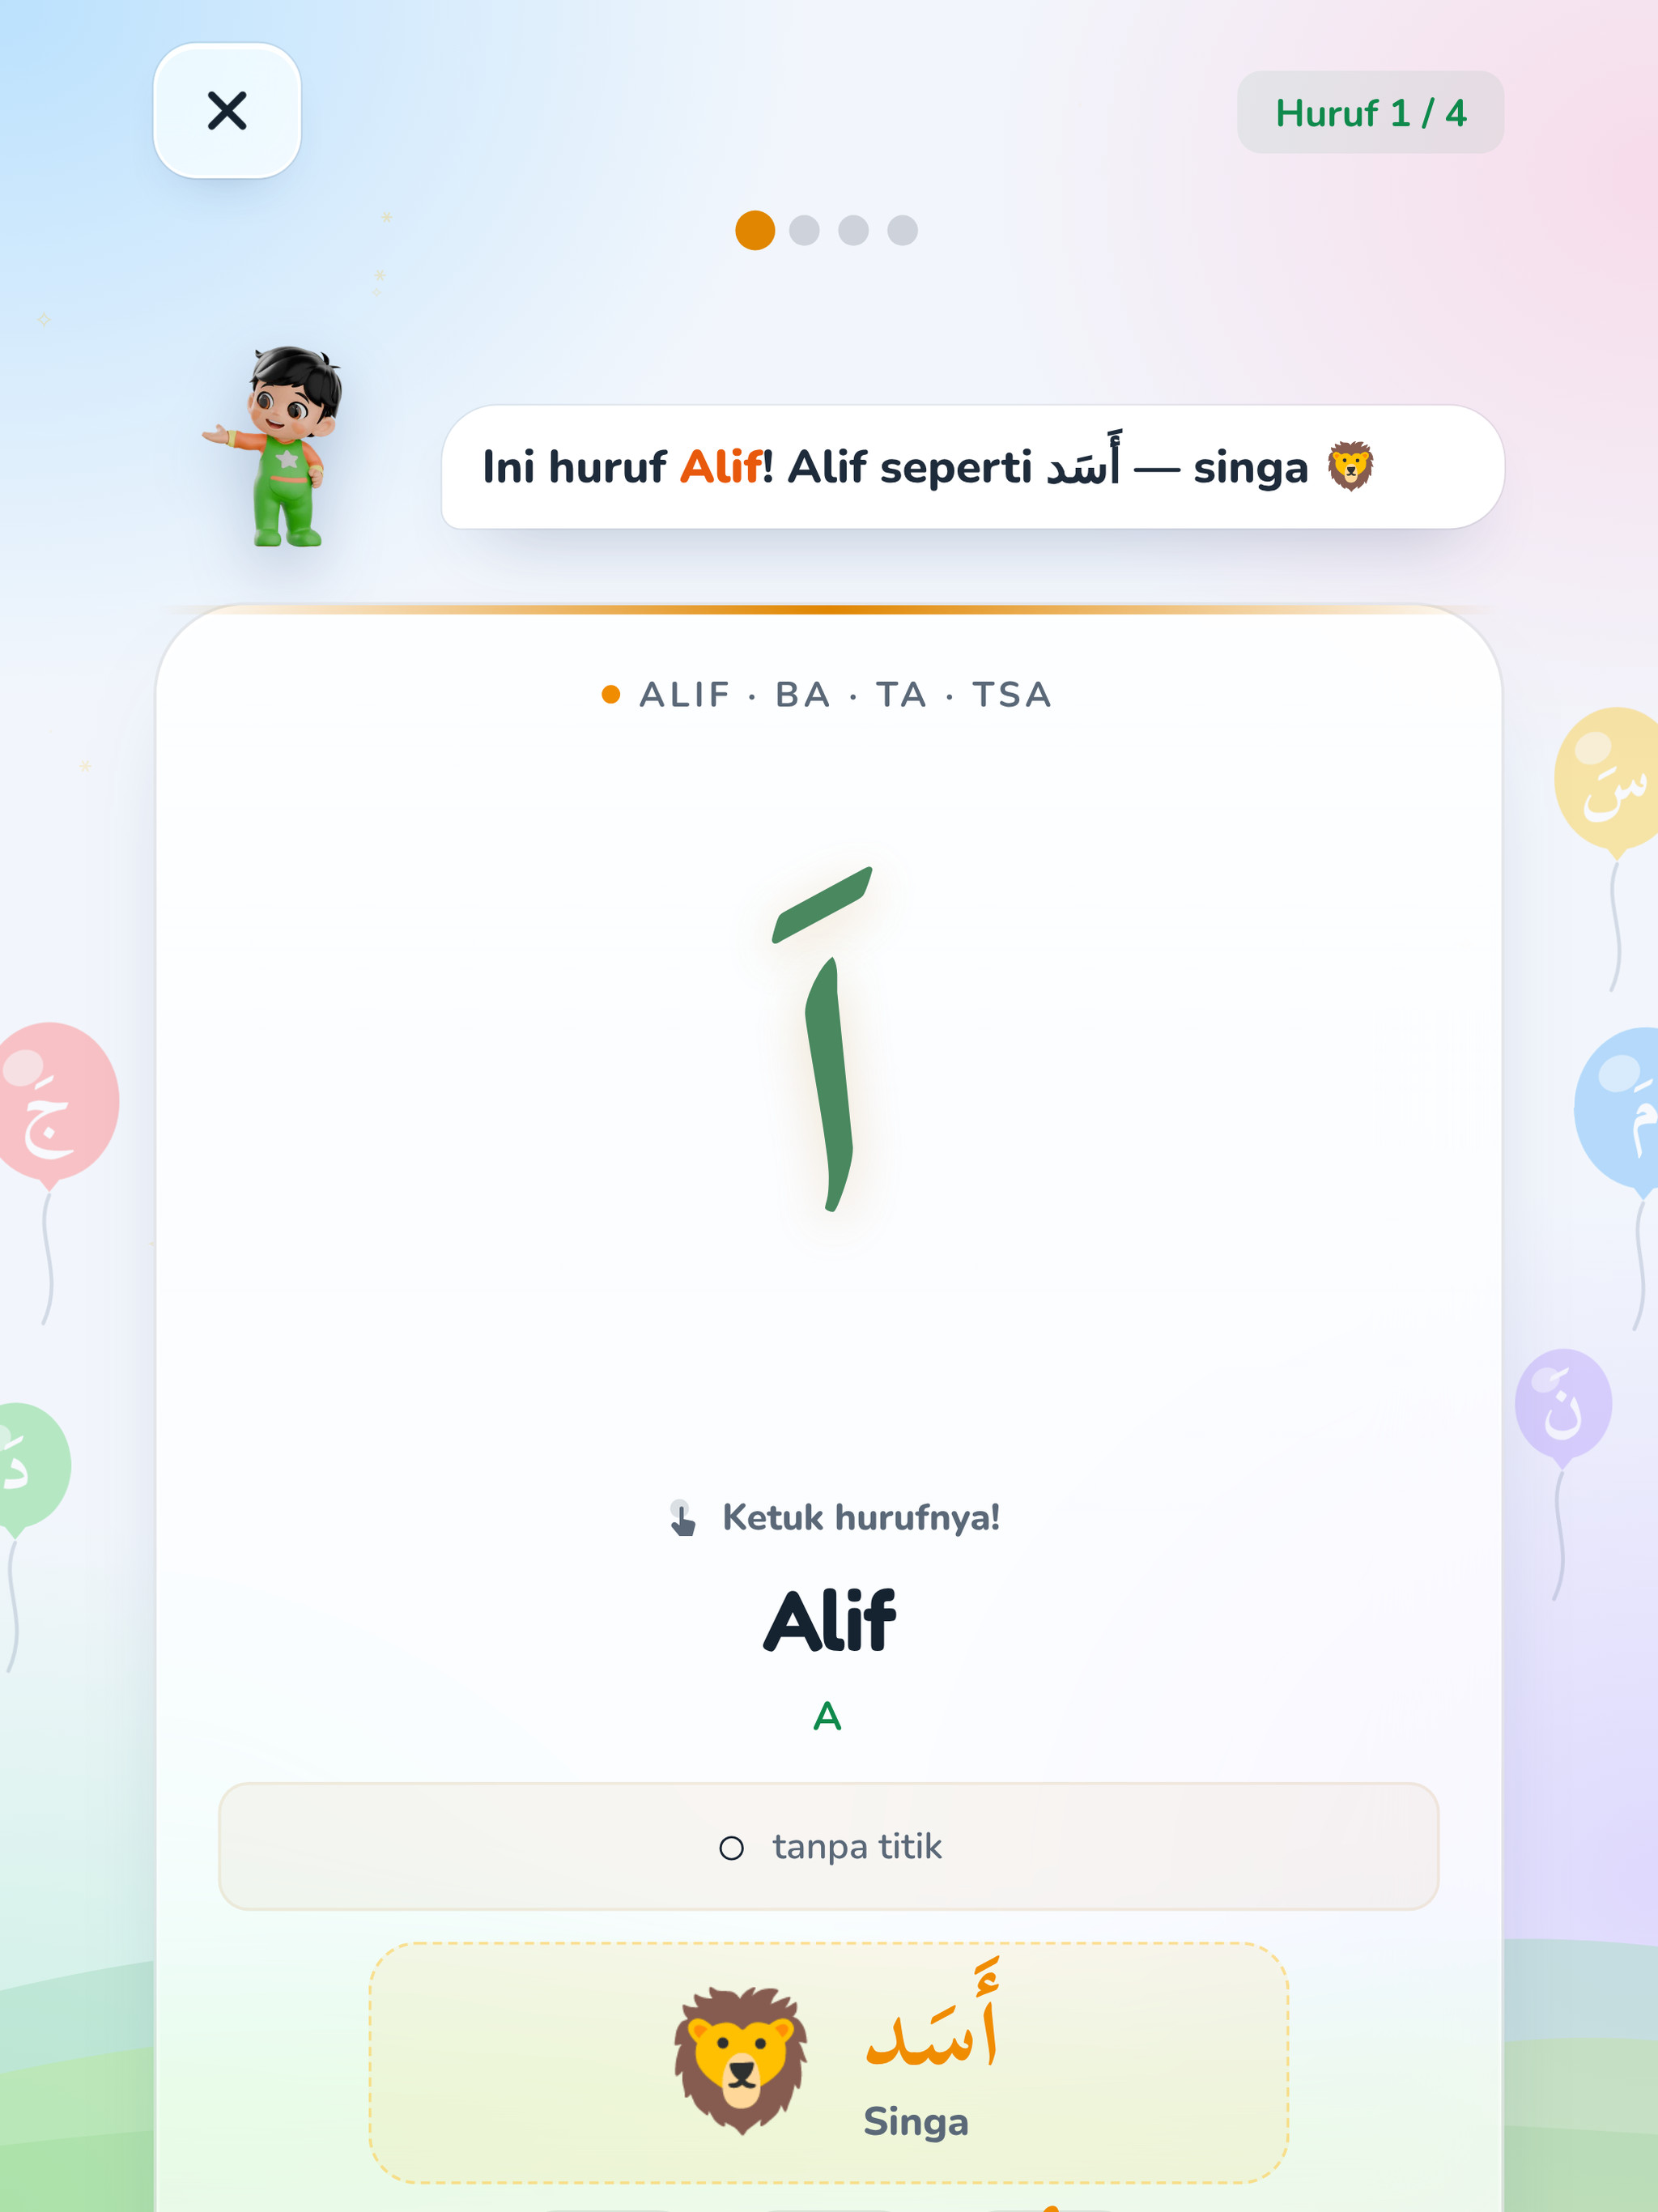 Huruf 1 / 4
Ini huruf Alif! Alif seperti أَسَد — singa 🦁
ALIF · BA · TA · TSA
سَ
اَ
جَ
مَ
نَ
دَ
Ketuk hurufnya!
Alif
A
tanpa titik
أَسَد
Singa